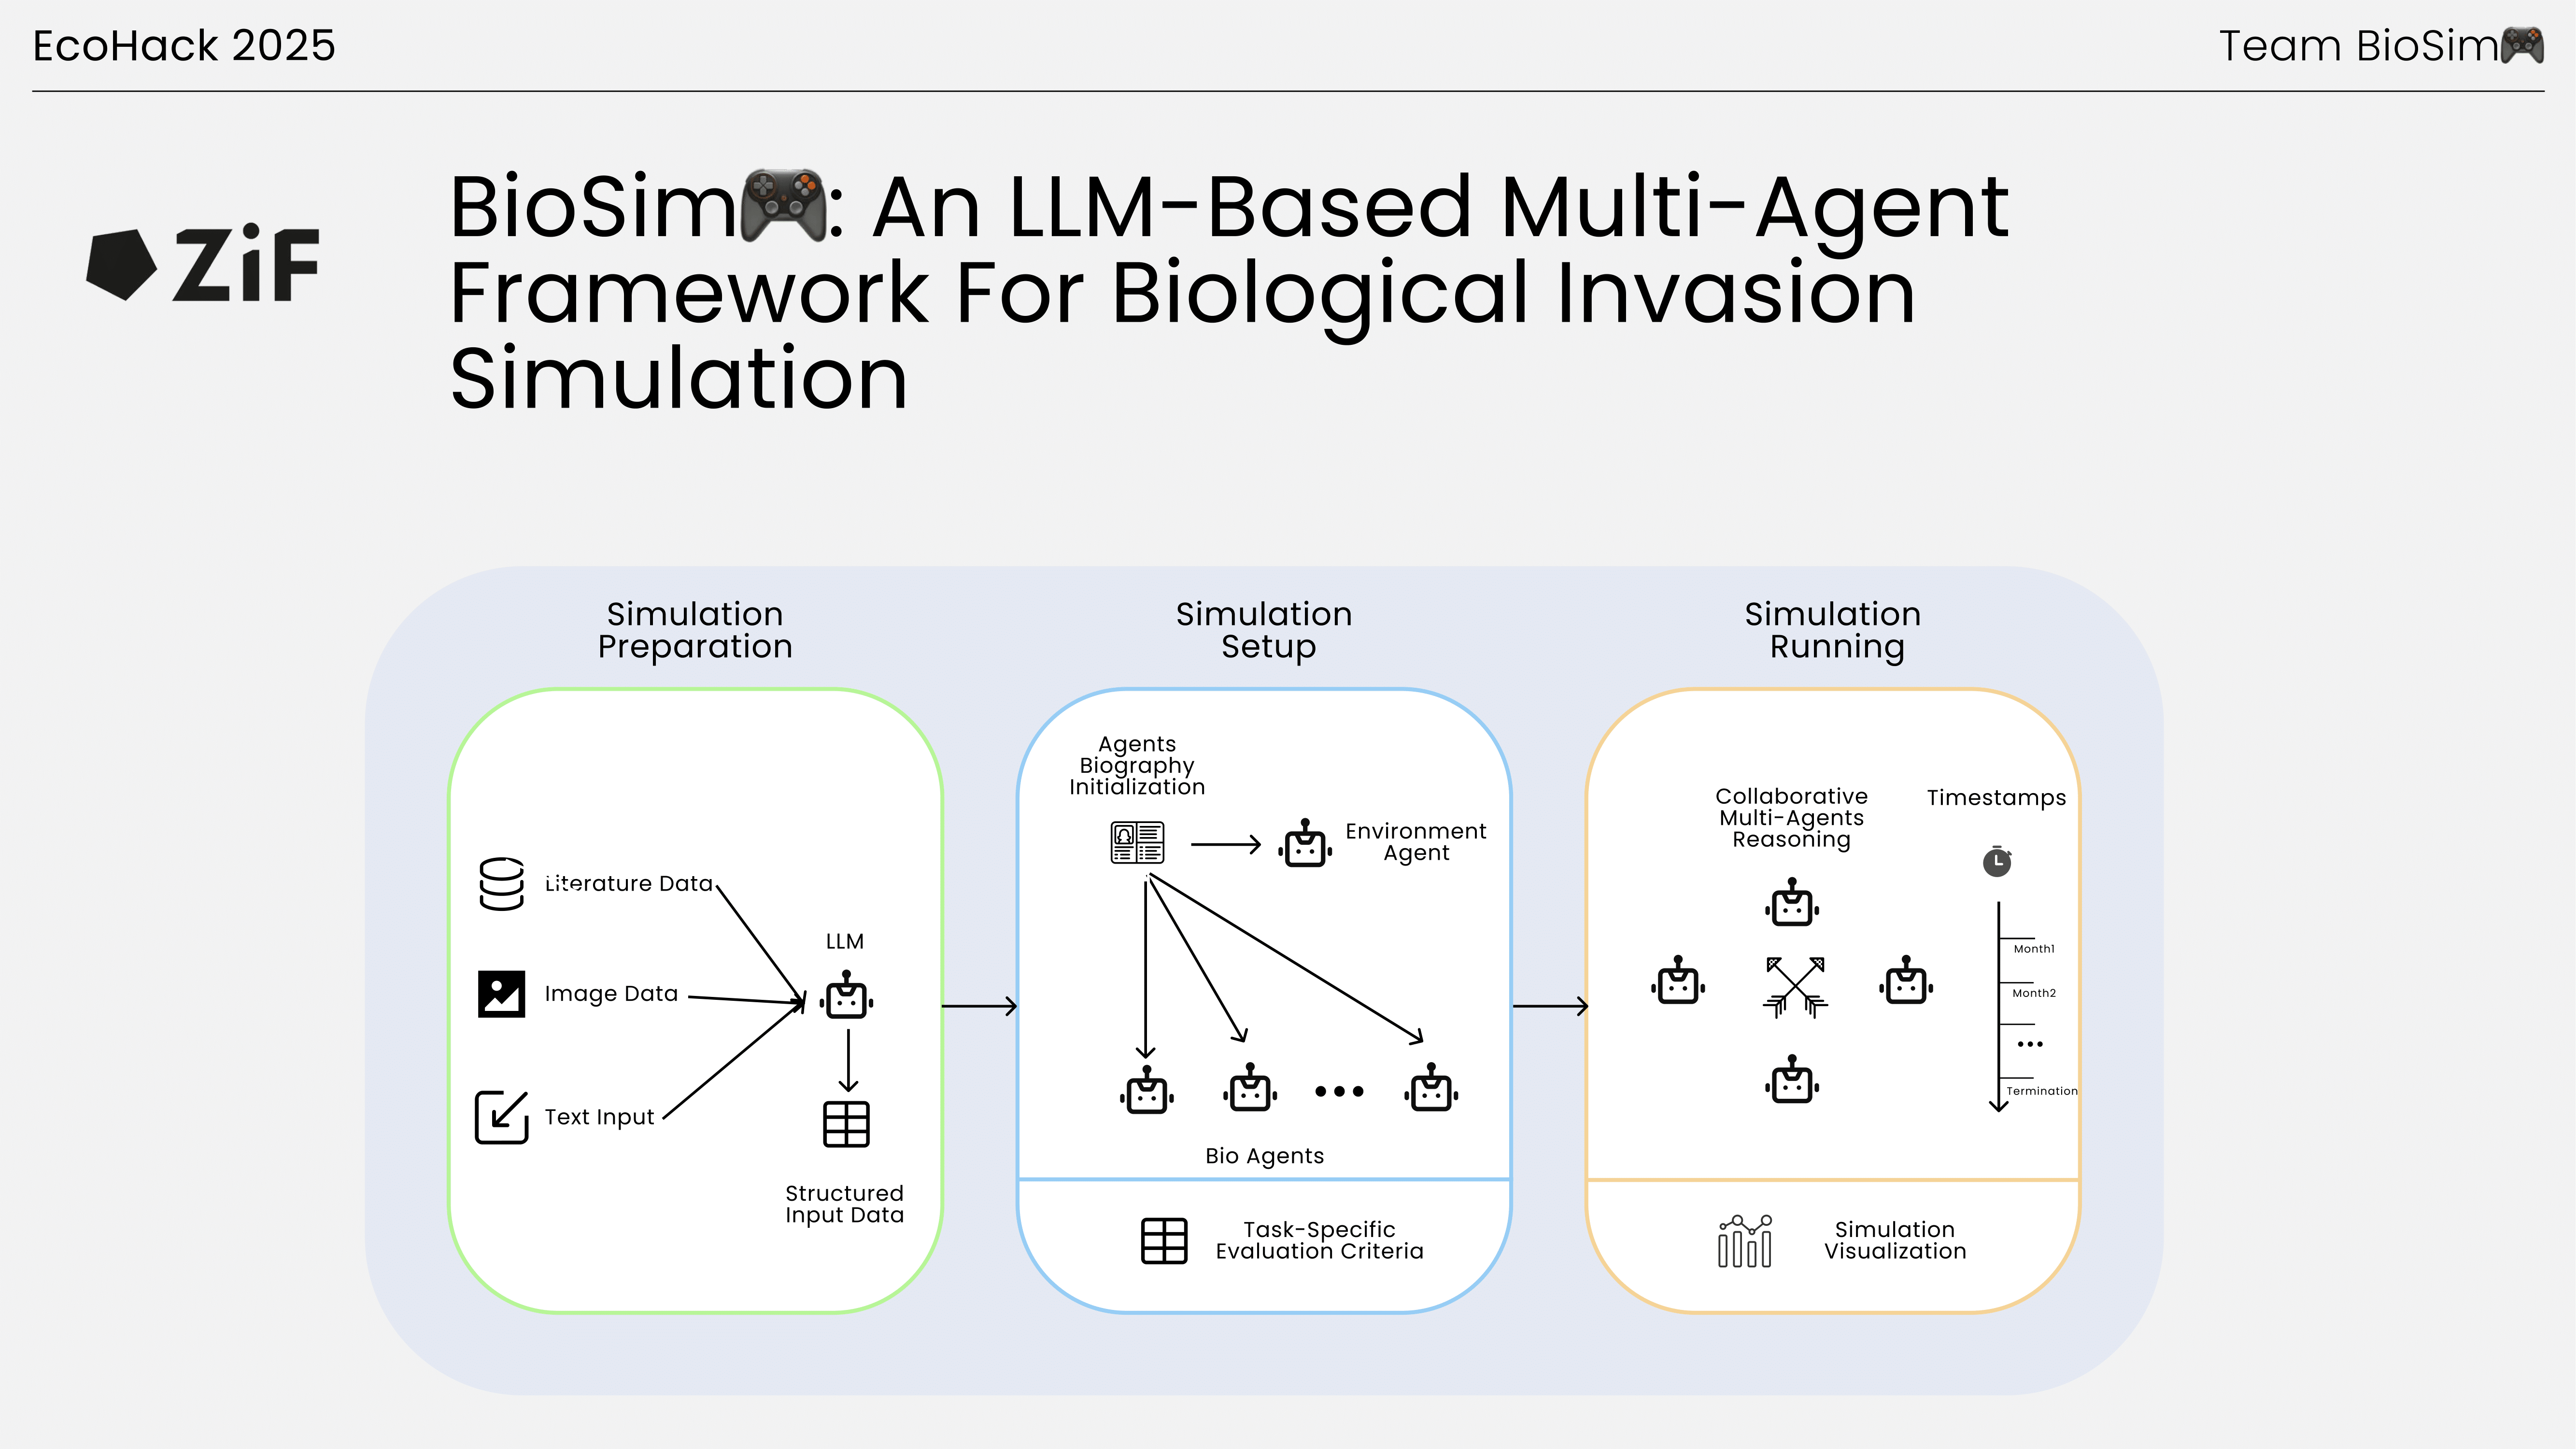 EcoHack 2025
Team BioSim🎮
ZiF
BioSim🎮: An LLM-Based Multi-Agent
Framework For Biological Invasion
Simulation
Simulation
Preparation
Literature Data
Image Data
Text Input
LLM
Structured
Input Data
Simulation
Setup
Agents
Biography
Initialization
Environment
Agent
•••
Bio Agents
Task-Specific
Evaluation Criteria
Simulation
Running
Collaborative
Multi-Agents
Reasoning
Timestamps
Month1
Month2
•••
Termination
Simulation
Visualization